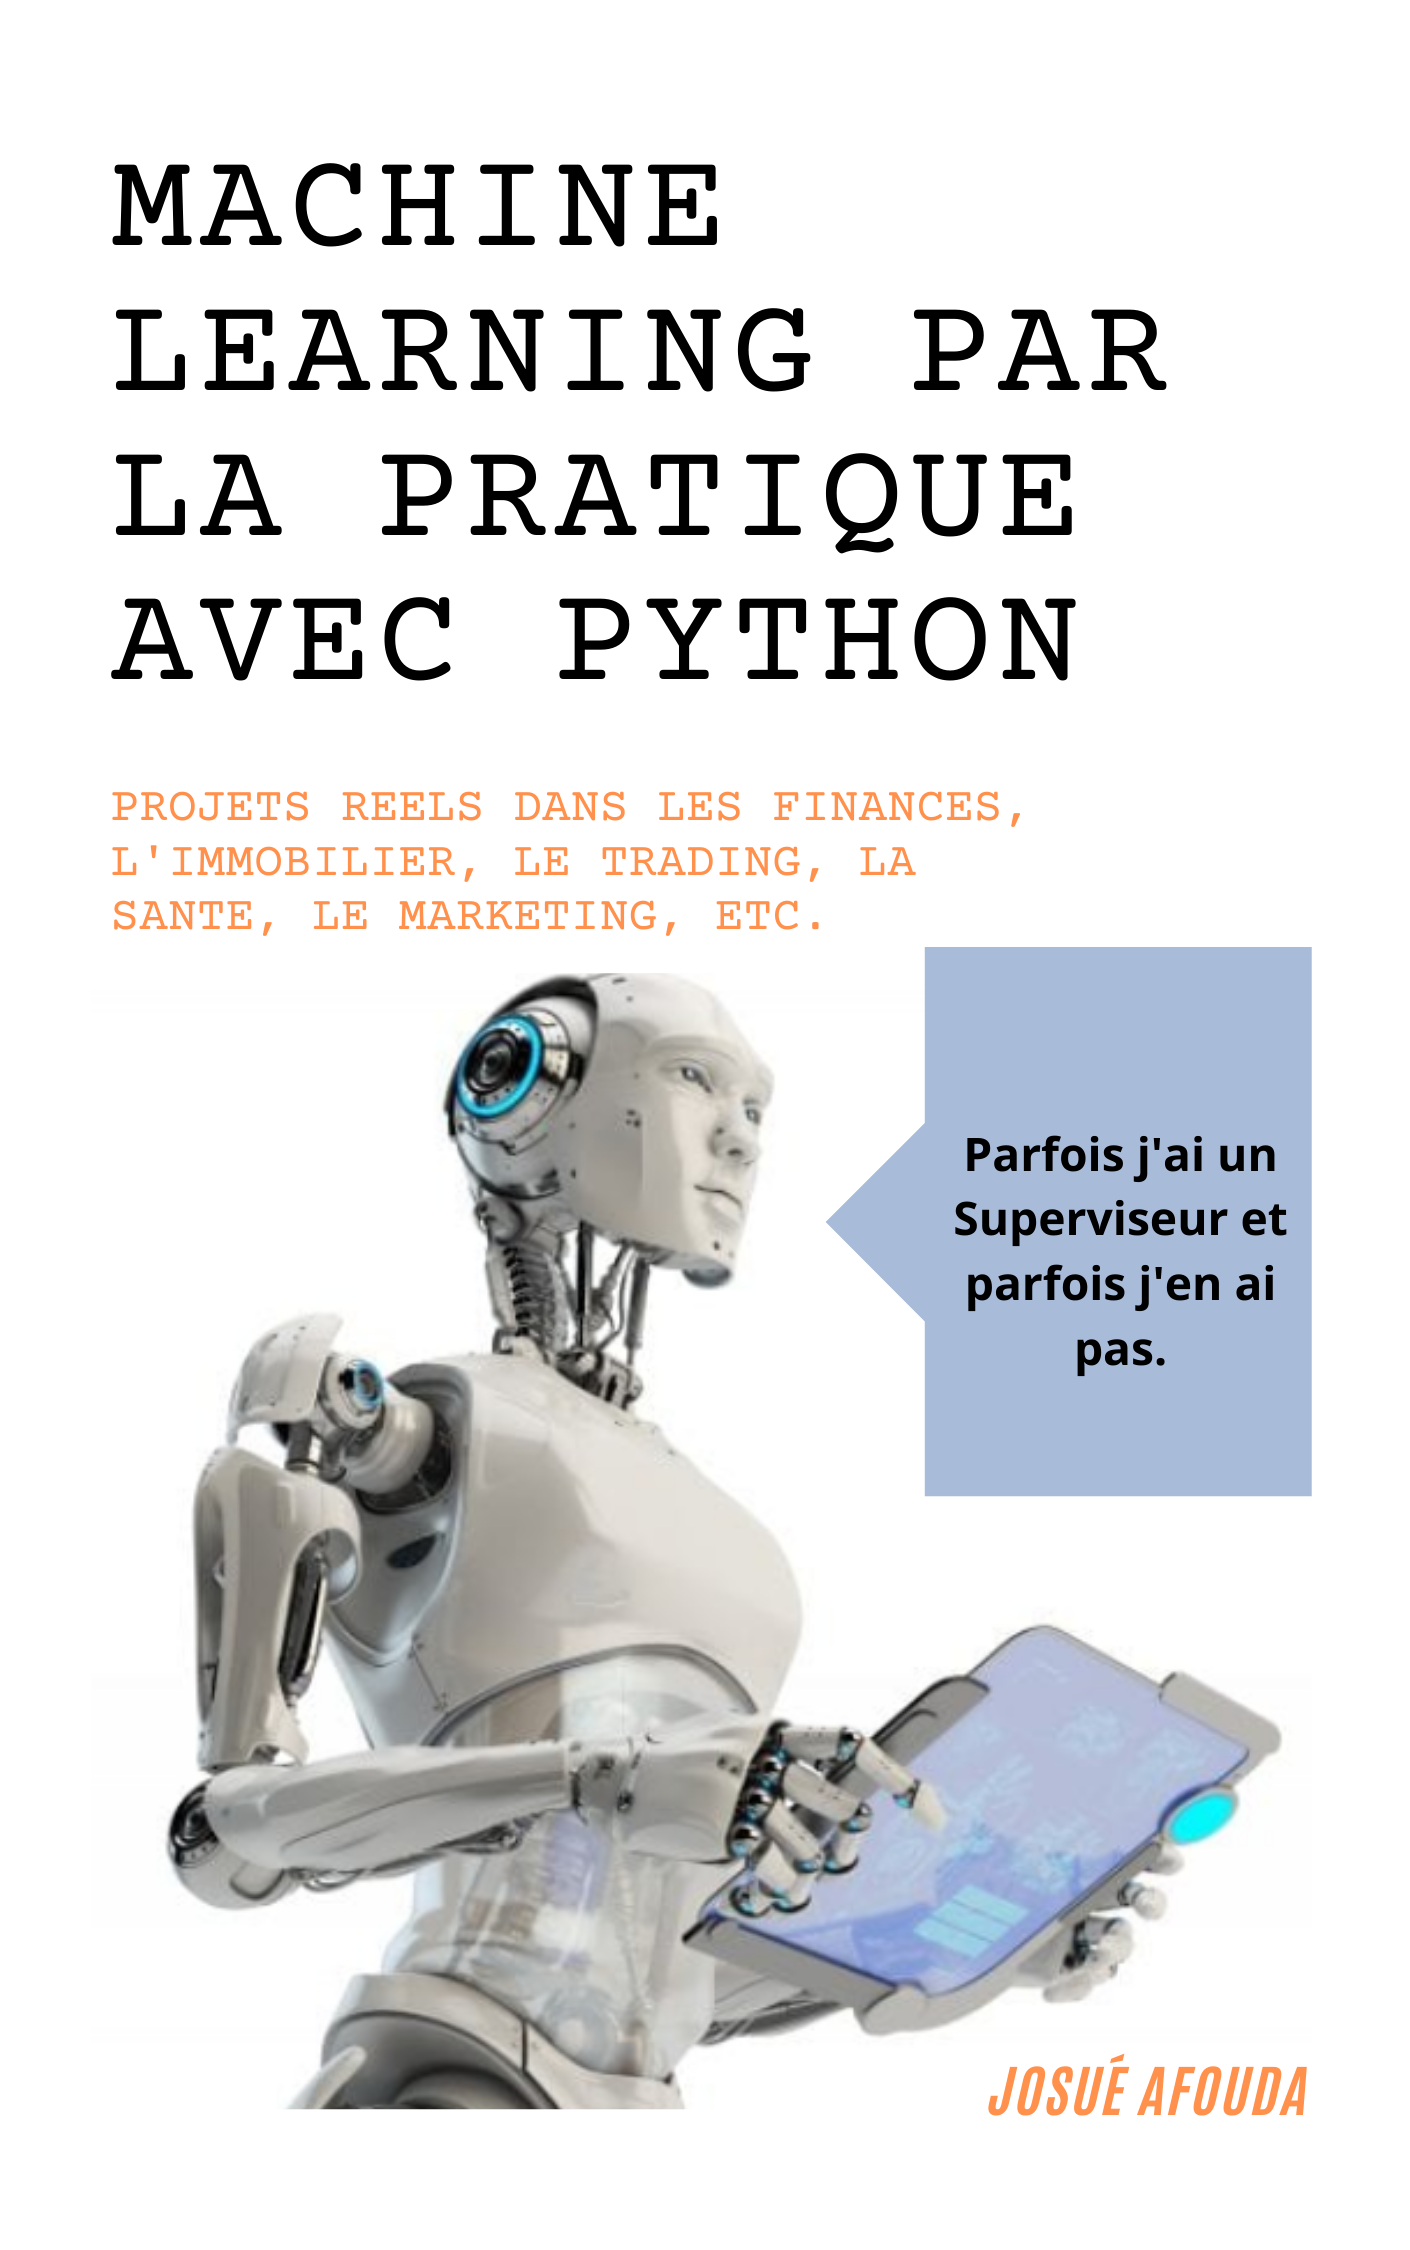 MACHINE
LEARNING PAR
LA PRATIQUE
AVEC PYTHON
PROJETS REELS DANS LES FINANCES,
L'IMMOBILIER, LE TRADING, LA
SANTE, LE MARKETING, ETC.
Parfois j'ai un
Superviseur et
parfois j'en ai
pas.
JOSUÉ AFOUDA